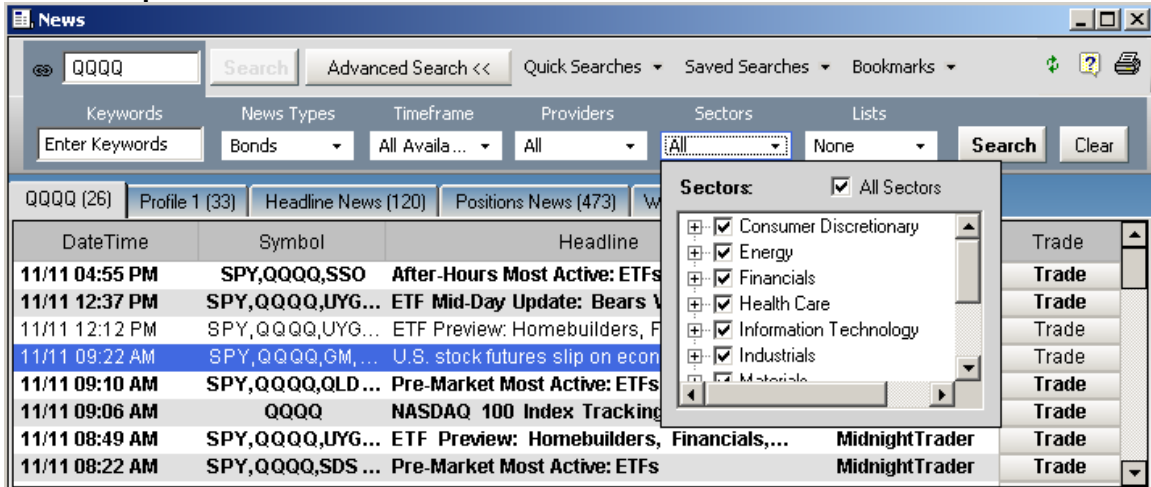 News
QQQQ Search Advanced Search << Quick Searches Saved Searches Bookmarks
Keywords News Types Timeframe Providers Sectors Lists
Enter Keywords Bonds All Availa... All All None Search Clear
QQQQ (26) Profile 1 (33) Headline News (120) Positions News (473) W
Sectors: All Sectors
Consumer Discretionary
Energy
Financials
Health Care
Information Technology
Industrials
Materials
DateTime Symbol Headline Trade
11/11 04:55 PM SPY,QQQQ,SSO After-Hours Most Active: ETFs Trade
11/11 12:37 PM SPY,QQQQ,UYG... ETF Mid-Day Update: Bears Trade
11/11 12:12 PM SPY,QQQQ,UYG... ETF Preview: Homebuilders, F Trade
11/11 09:22 AM SPY,QQQQ,GM,... U.S. stock futures slip on econ Trade
11/11 09:10 AM SPY,QQQQ,QLD... Pre-Market Most Active: ETFs Trade
11/11 09:06 AM QQQQ NASDAQ 100 Index Tracking Trade
11/11 08:49 AM SPY,QQQQ,UYG... ETF Preview: Homebuilders, Financials,... MidnightTrader Trade
11/11 08:22 AM SPY,QQQQ,SDS... Pre-Market Most Active: ETFs MidnightTrader Trade